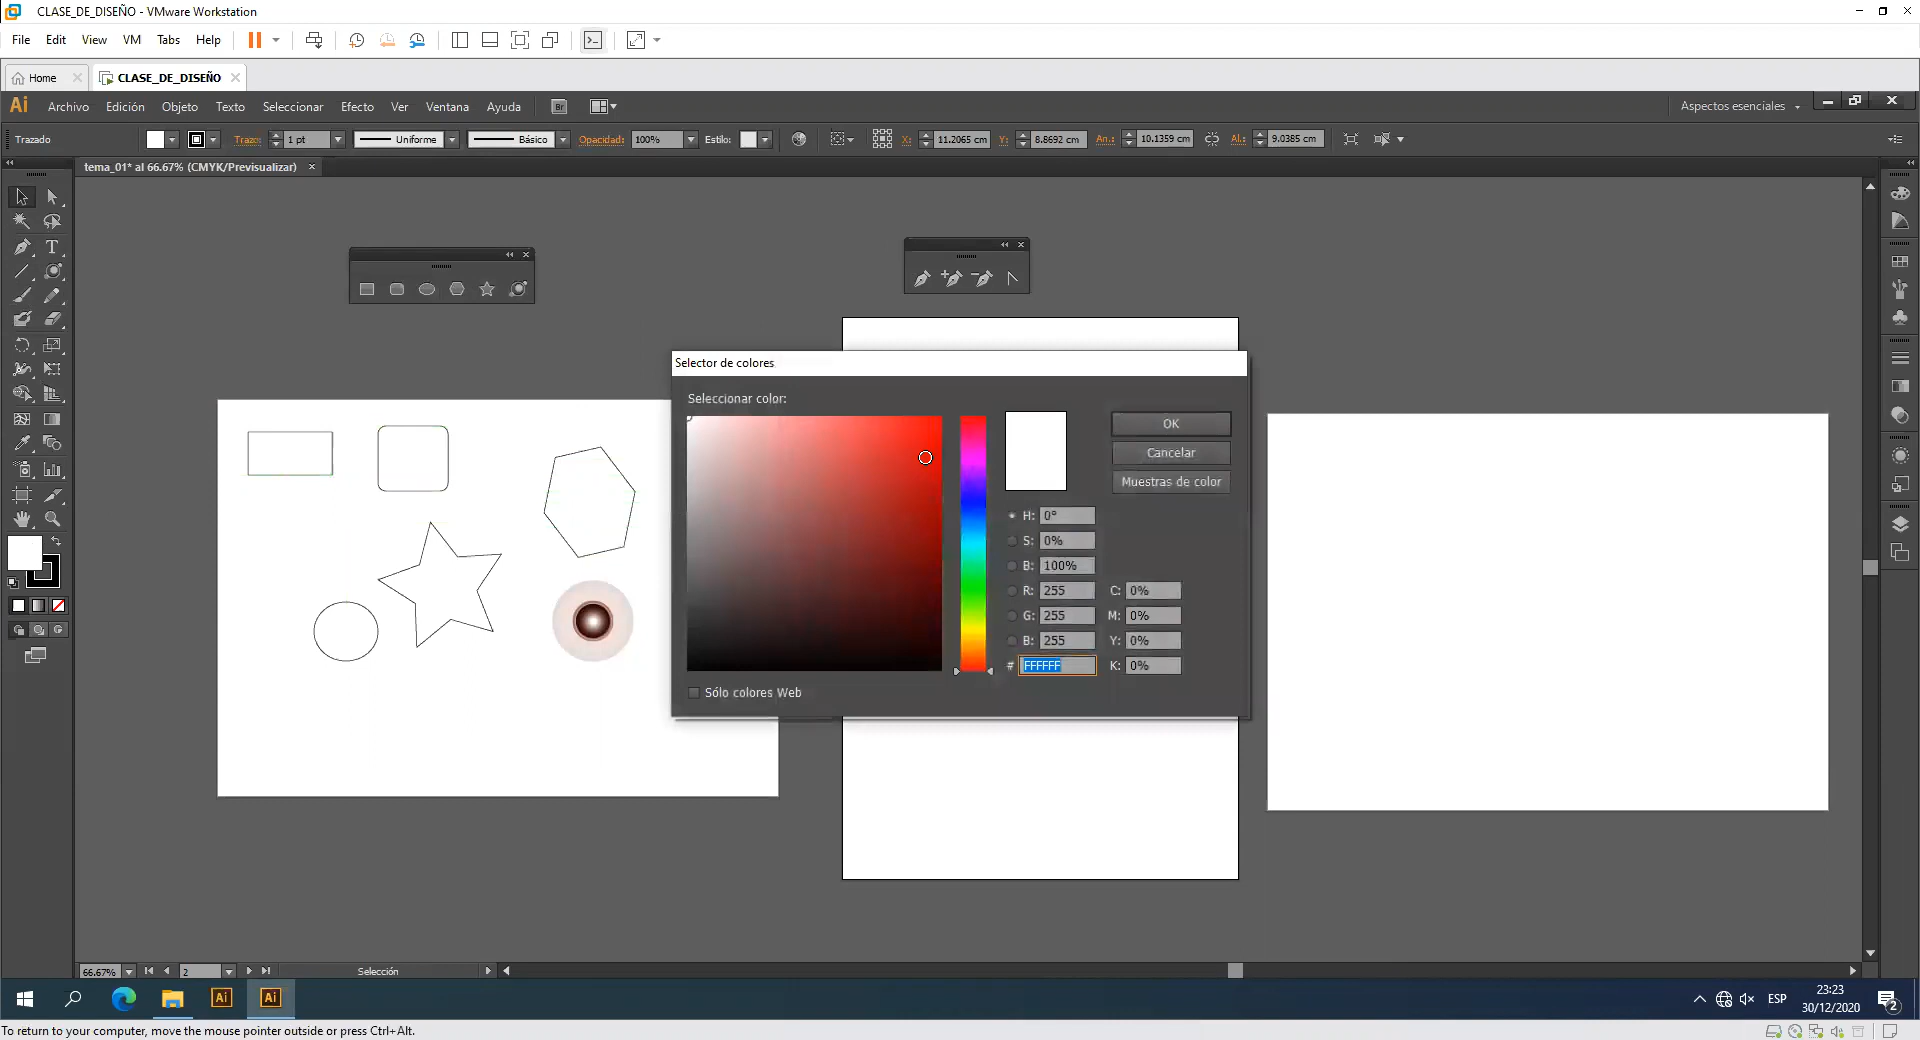 CLASE_DE_DISEÑO - VMware Workstation
File Edit View VM Tabs Help
Home CLASE_DE_DISEÑO
Ai Archivo Edición Objeto Texto Seleccionar Efecto Ver Ventana Ayuda Br Aspectos esenciales
Trazado Trazo: 1 pt Uniforme Básico Opacidad: 100% Estilo: X: 11.2065 cm Y: 8.8692 cm An.: 10.1359 cm Al.: 9.0385 cm
tema_01* al 66.67% (CMYK/Previsualizar)
Selector de colores
Seleccionar color:
OK
Cancelar
Muestras de color
H: 0°
S: 0%
B: 100%
R: 255 C: 0%
G: 255 M: 0%
B: 255 Y: 0%
# FFFFFF K: 0%
Sólo colores Web
66.67% 2 Selección
Ai Ai ESP 23:23
30/12/2020 2
To return to your computer, move the mouse pointer outside or press Ctrl+Alt.